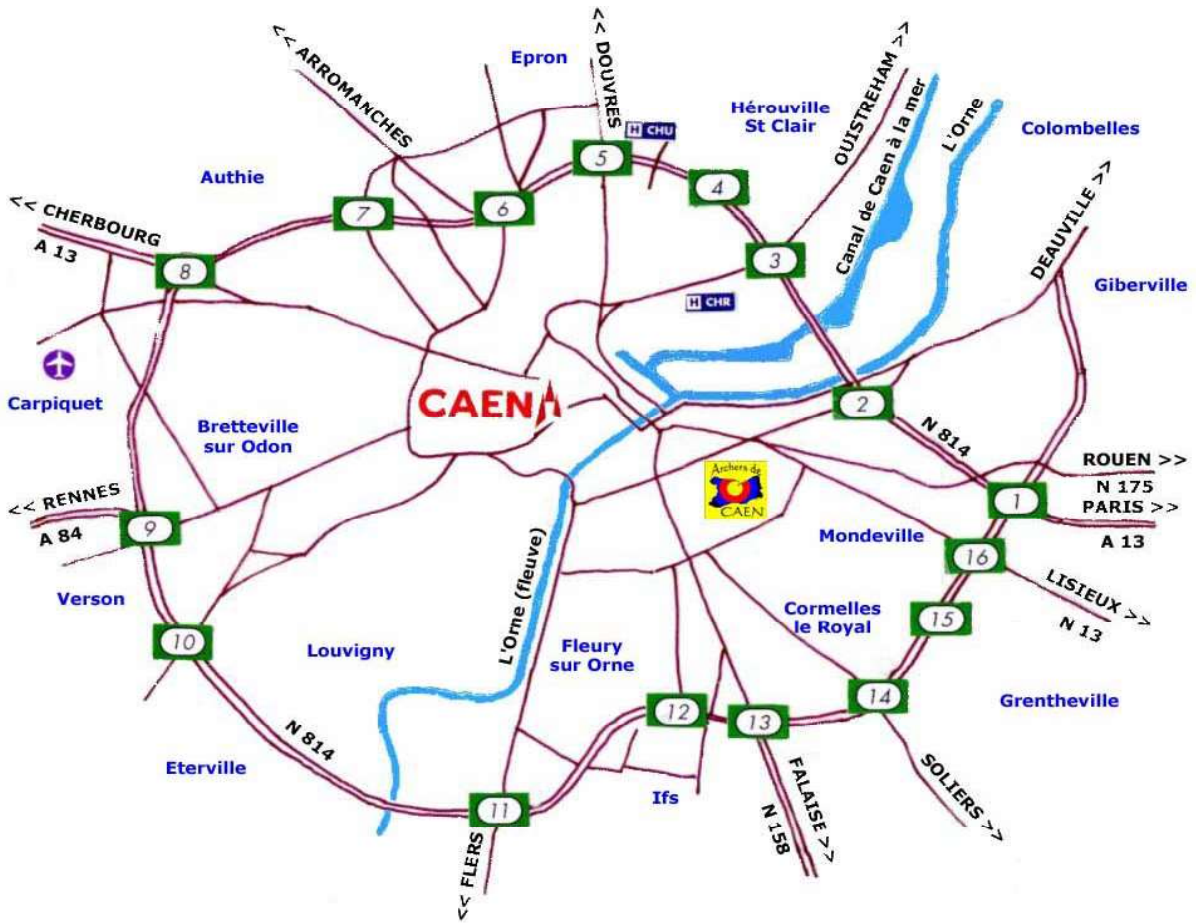 << ARROMANCHES
Epron
<< DOUVRES
H CHU
Hérouville
St Clair
OUISTREHAM >>
Canal de Caen à la mer
L'Orne
Colombelles
Authie
<< CHERBOURG
A 13
5
4
6
7
8
3
DEAUVILLE >>
Giberville
H CHR
Carpiquet
CAEN
2
Bretteville
sur Odon
N 814
Archers de
CAEN
ROUEN >>
N 175
PARIS >>
A 13
1
<< RENNES
A 84
9
Mondeville
16
LISIEUX >>
N 13
Verson
10
Louvigny
L'Orne (fleuve)
Fleury
sur Orne
Cormelles
le Royal
15
14
Grentheville
12
13
N 814
Eterville
11
Ifs
<< FLERS
FALAISE >>
N 158
SOLIERS >>